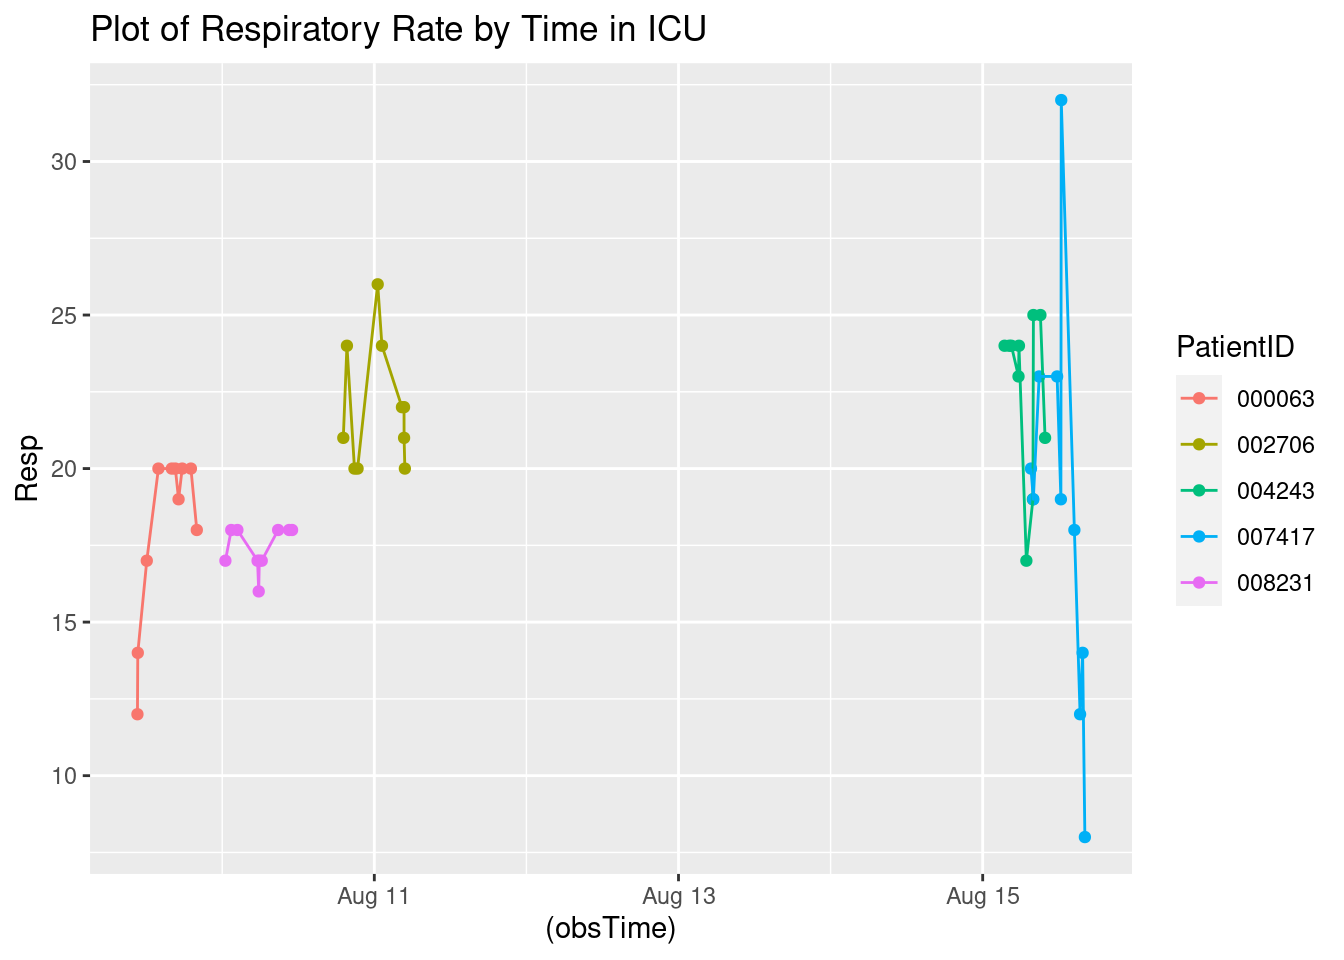 Plot of Respiratory Rate by Time in ICU
Resp
30
25
20
15
10
Aug 11
Aug 13
Aug 15
(obsTime)
PatientID
000063
002706
004243
007417
008231